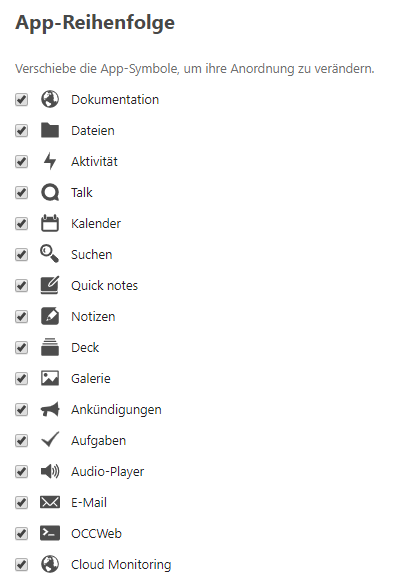 App-Reihenfolge
Verschiebe die App-Symbole, um ihre Anordnung zu verändern.
Dokumentation
Dateien
Aktivität
Talk
Kalender
Suchen
Quick notes
Notizen
Deck
Galerie
Ankündigungen
Aufgaben
Audio-Player
E-Mail
OCCWeb
Cloud Monitoring